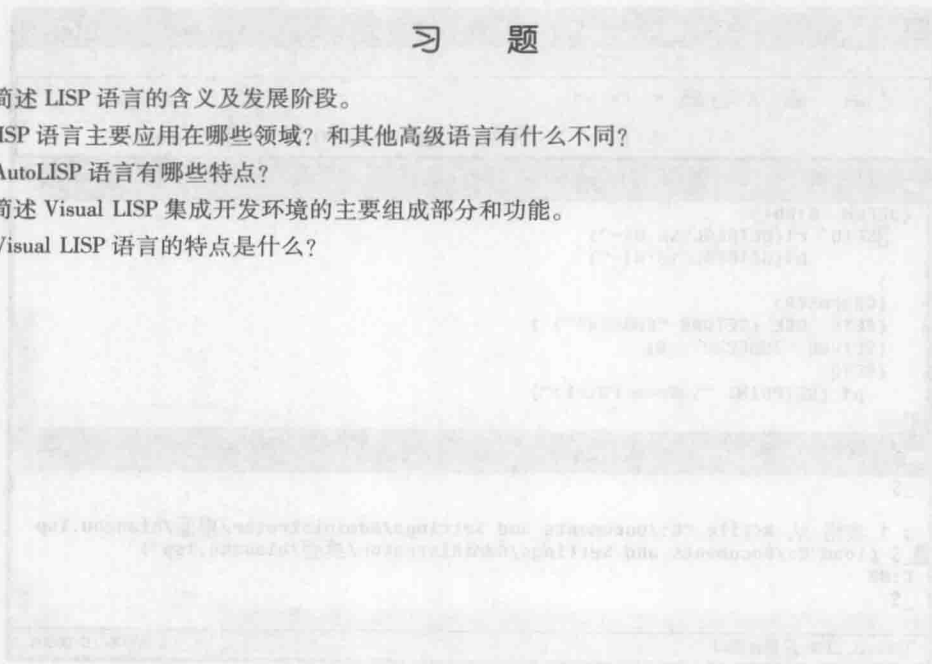 习 题
简述 LISP 语言的含义及发展阶段。
ISP 语言主要应用在哪些领域？和其他高级语言有什么不同？
AutoLISP 语言有哪些特点？
简述 Visual LISP 集成开发环境的主要组成部分和功能。
Visual LISP 语言的特点是什么？